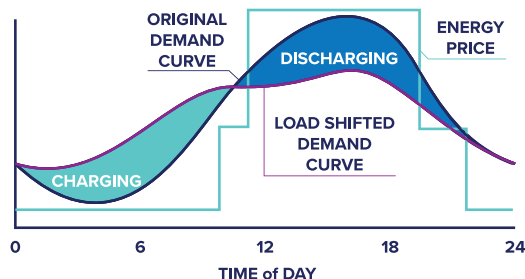 ORIGINAL
DEMAND
CURVE
ENERGY
PRICE
DISCHARGING
LOAD SHIFTED
DEMAND
CURVE
CHARGING
0 6 12 18 24
TIME of DAY